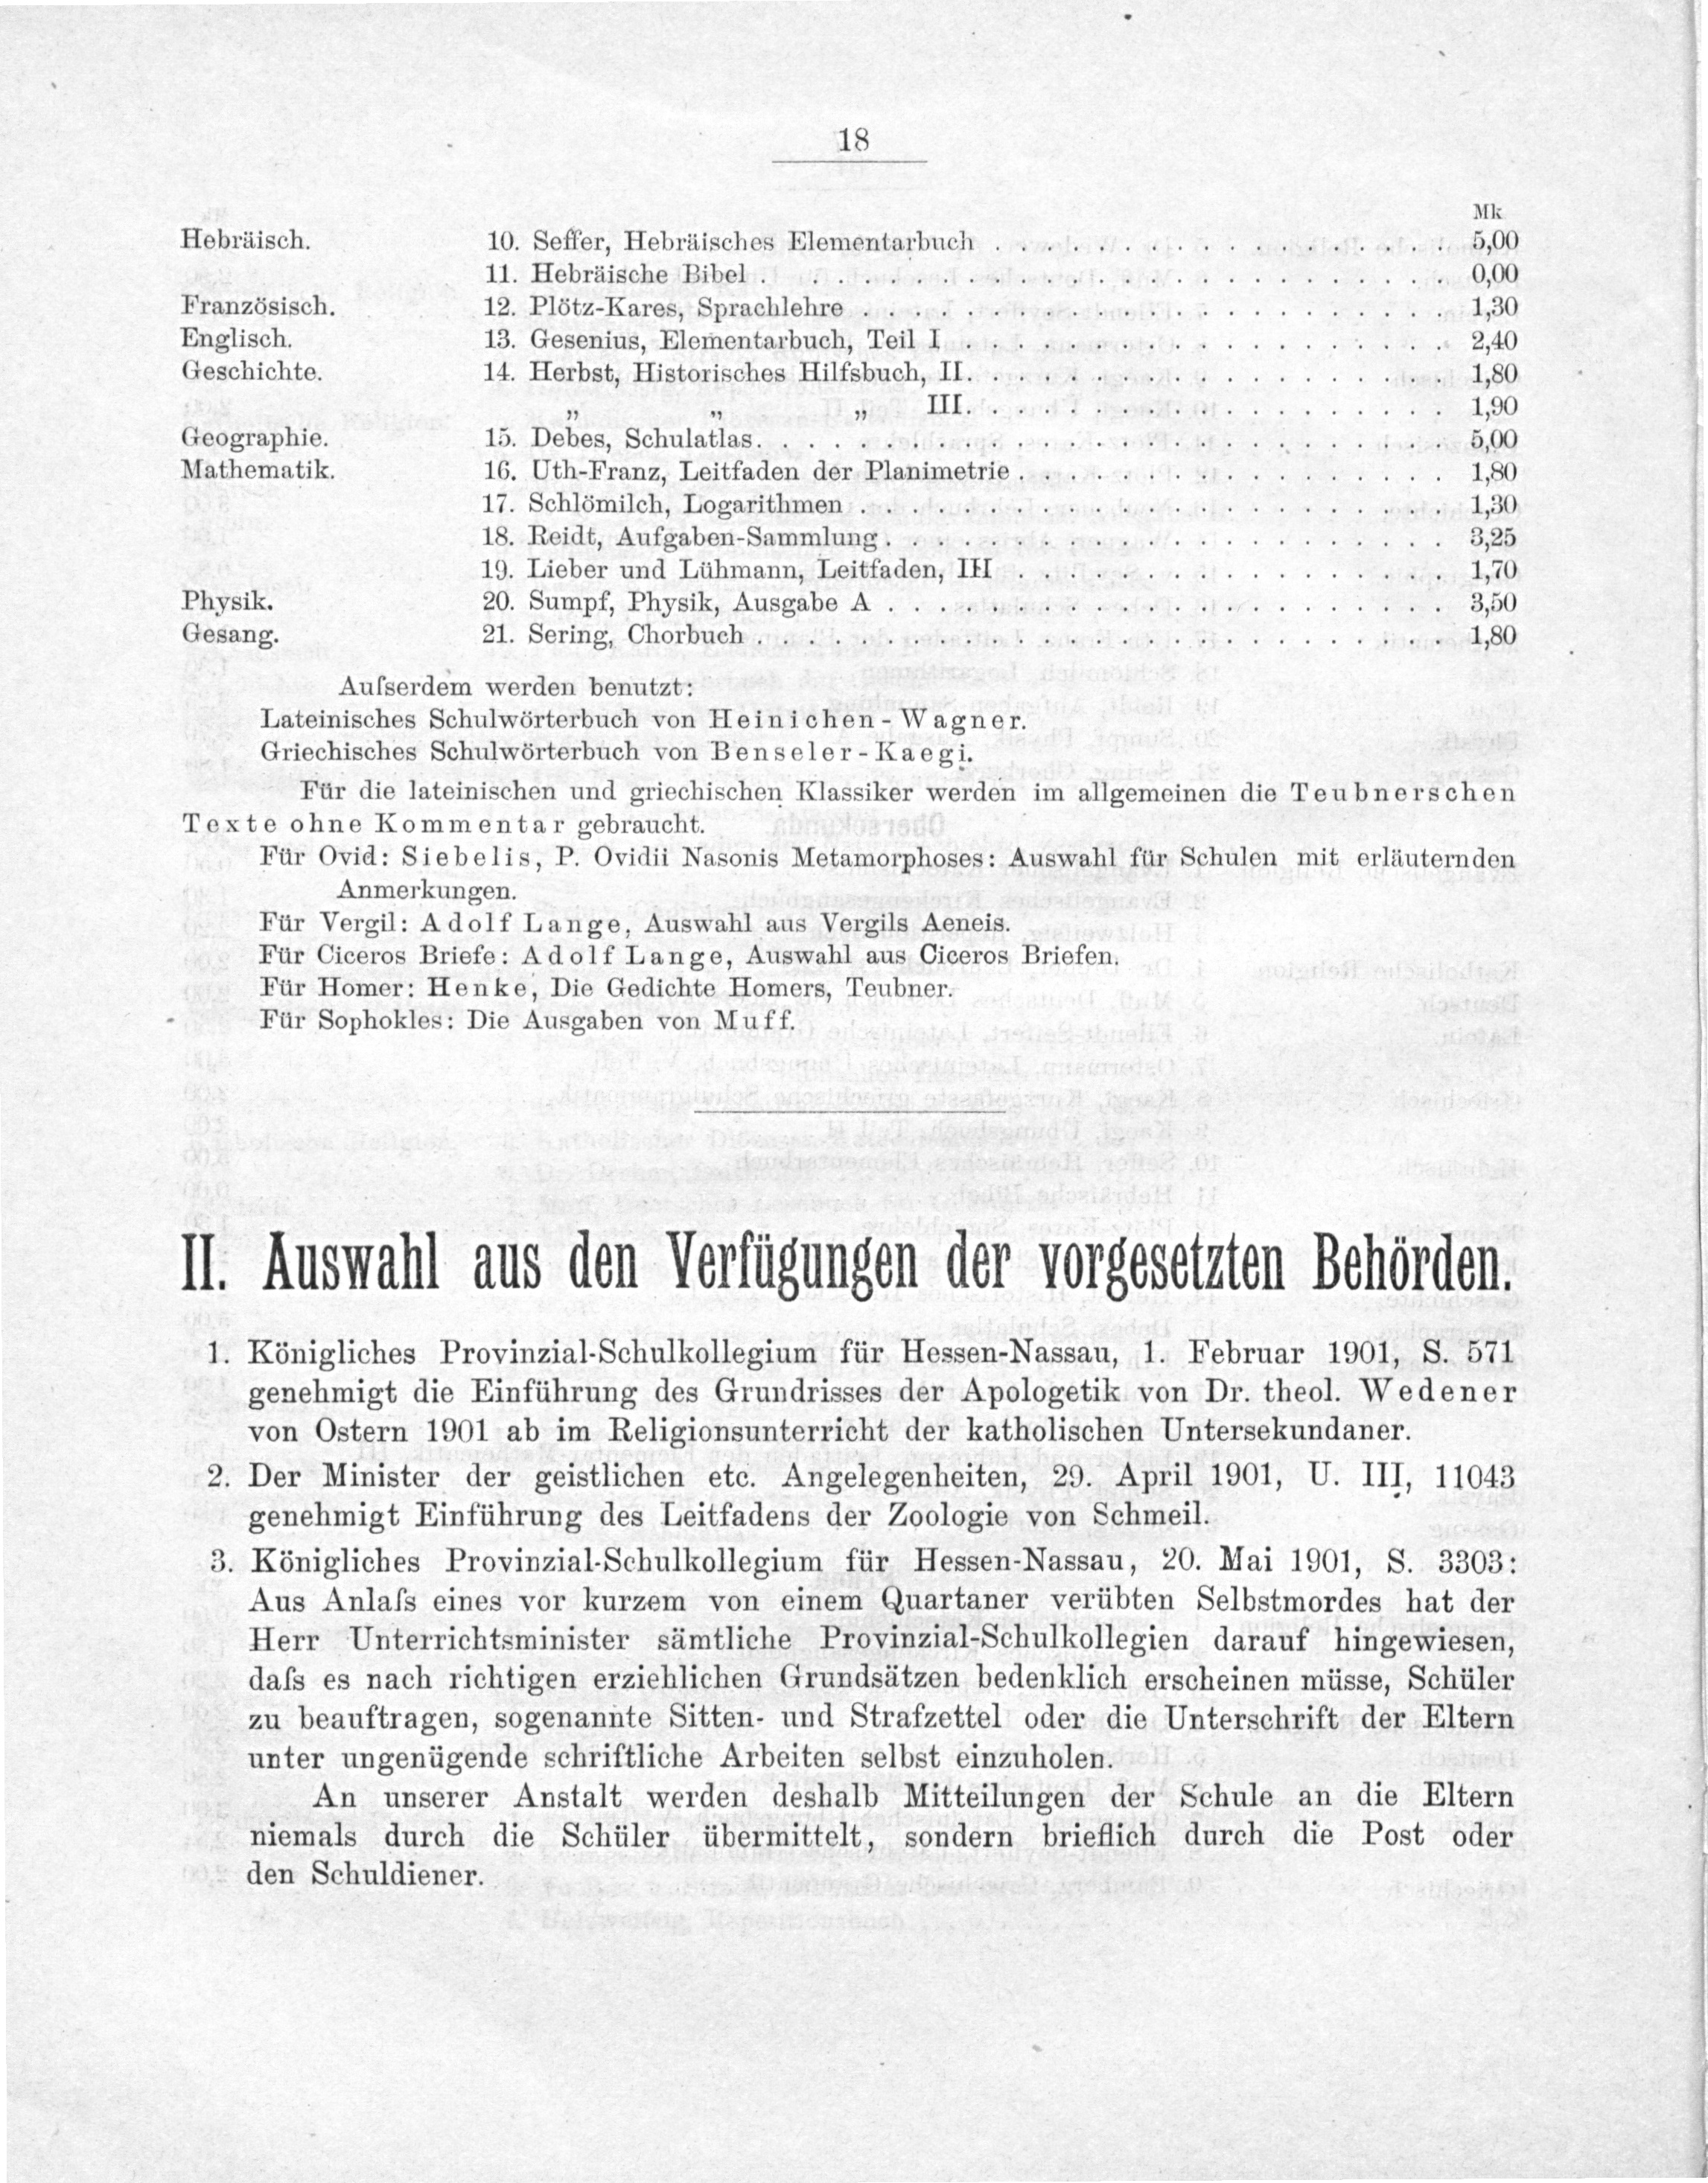 18
Mk
Hebräisch. 10. Seffer, Hebräisches Elementarbuch . . . . . . . . . . . . . . . . . . 5,00
11. Hebräische Bibel . . . . . . . . . . . . . . . . . . . . . . . . . . . 0,00
Französisch. 12. Plötz-Kares, Sprachlehre . . . . . . . . . . . . . . . . . . . . . . . 1,30
Englisch. 13. Gesenius, Elementarbuch, Teil I . . . . . . . . . . . . . . . . . . . 2,40
Geschichte. 14. Herbst, Historisches Hilfsbuch, II. . . . . . . . . . . . . . . . . . . 1,80
„ „ „ III. . . . . . . . . . . . . . . . . . . 1,90
Geographie. 15. Debes, Schulatlas. . . . . . . . . . . . . . . . . . . . . . . . . . . 5,00
Mathematik. 16. Uth-Franz, Leitfaden der Planimetrie . . . . . . . . . . . . . . . . . 1,80
17. Schlömilch, Logarithmen . . . . . . . . . . . . . . . . . . . . . . . 1,30
18. Reidt, Aufgaben-Sammlung . . . . . . . . . . . . . . . . . . . . . . 3,25
19. Lieber und Lühmann, Leitfaden, III . . . . . . . . . . . . . . . . . 1,70
Physik. 20. Sumpf, Physik, Ausgabe A . . . . . . . . . . . . . . . . . . . . . . 3,50
Gesang. 21. Sering, Chorbuch . . . . . . . . . . . . . . . . . . . . . . . . . . . 1,80
Auſserdem werden benutzt:
Lateinisches Schulwörterbuch von Heinichen-Wagner.
Griechisches Schulwörterbuch von Benseler-Kaegi.
Für die lateinischen und griechischen Klassiker werden im allgemeinen die Teubnerschen
Texte ohne Kommentar gebraucht.
Für Ovid: Siebelis, P. Ovidii Nasonis Metamorphoses: Auswahl für Schulen mit erläuternden
Anmerkungen.
Für Vergil: Adolf Lange, Auswahl aus Vergils Aeneis.
Für Ciceros Briefe: Adolf Lange, Auswahl aus Ciceros Briefen.
Für Homer: Henke, Die Gedichte Homers, Teubner.
Für Sophokles: Die Ausgaben von Muff.
II. Auswahl aus den Verfügungen der vorgesetzten Behörden.
1. Königliches Provinzial-Schulkollegium für Hessen-Nassau, 1. Februar 1901, S. 571
genehmigt die Einführung des Grundrisses der Apologetik von Dr. theol. Wedener
von Ostern 1901 ab im Religionsunterricht der katholischen Untersekundaner.
2. Der Minister der geistlichen etc. Angelegenheiten, 29. April 1901, U. III, 11043
genehmigt Einführung des Leitfadens der Zoologie von Schmeil.
3. Königliches Provinzial-Schulkollegium für Hessen-Nassau, 20. Mai 1901, S. 3303:
Aus Anlaſs eines vor kurzem von einem Quartaner verübten Selbstmordes hat der
Herr Unterrichtsminister sämtliche Provinzial-Schulkollegien darauf hingewiesen,
daſs es nach richtigen erziehlichen Grundsätzen bedenklich erscheinen müsse, Schüler
zu beauftragen, sogenannte Sitten- und Strafzettel oder die Unterschrift der Eltern
unter ungenügende schriftliche Arbeiten selbst einzuholen.
An unserer Anstalt werden deshalb Mitteilungen der Schule an die Eltern
niemals durch die Schüler übermittelt, sondern brieflich durch die Post oder
den Schuldiener.